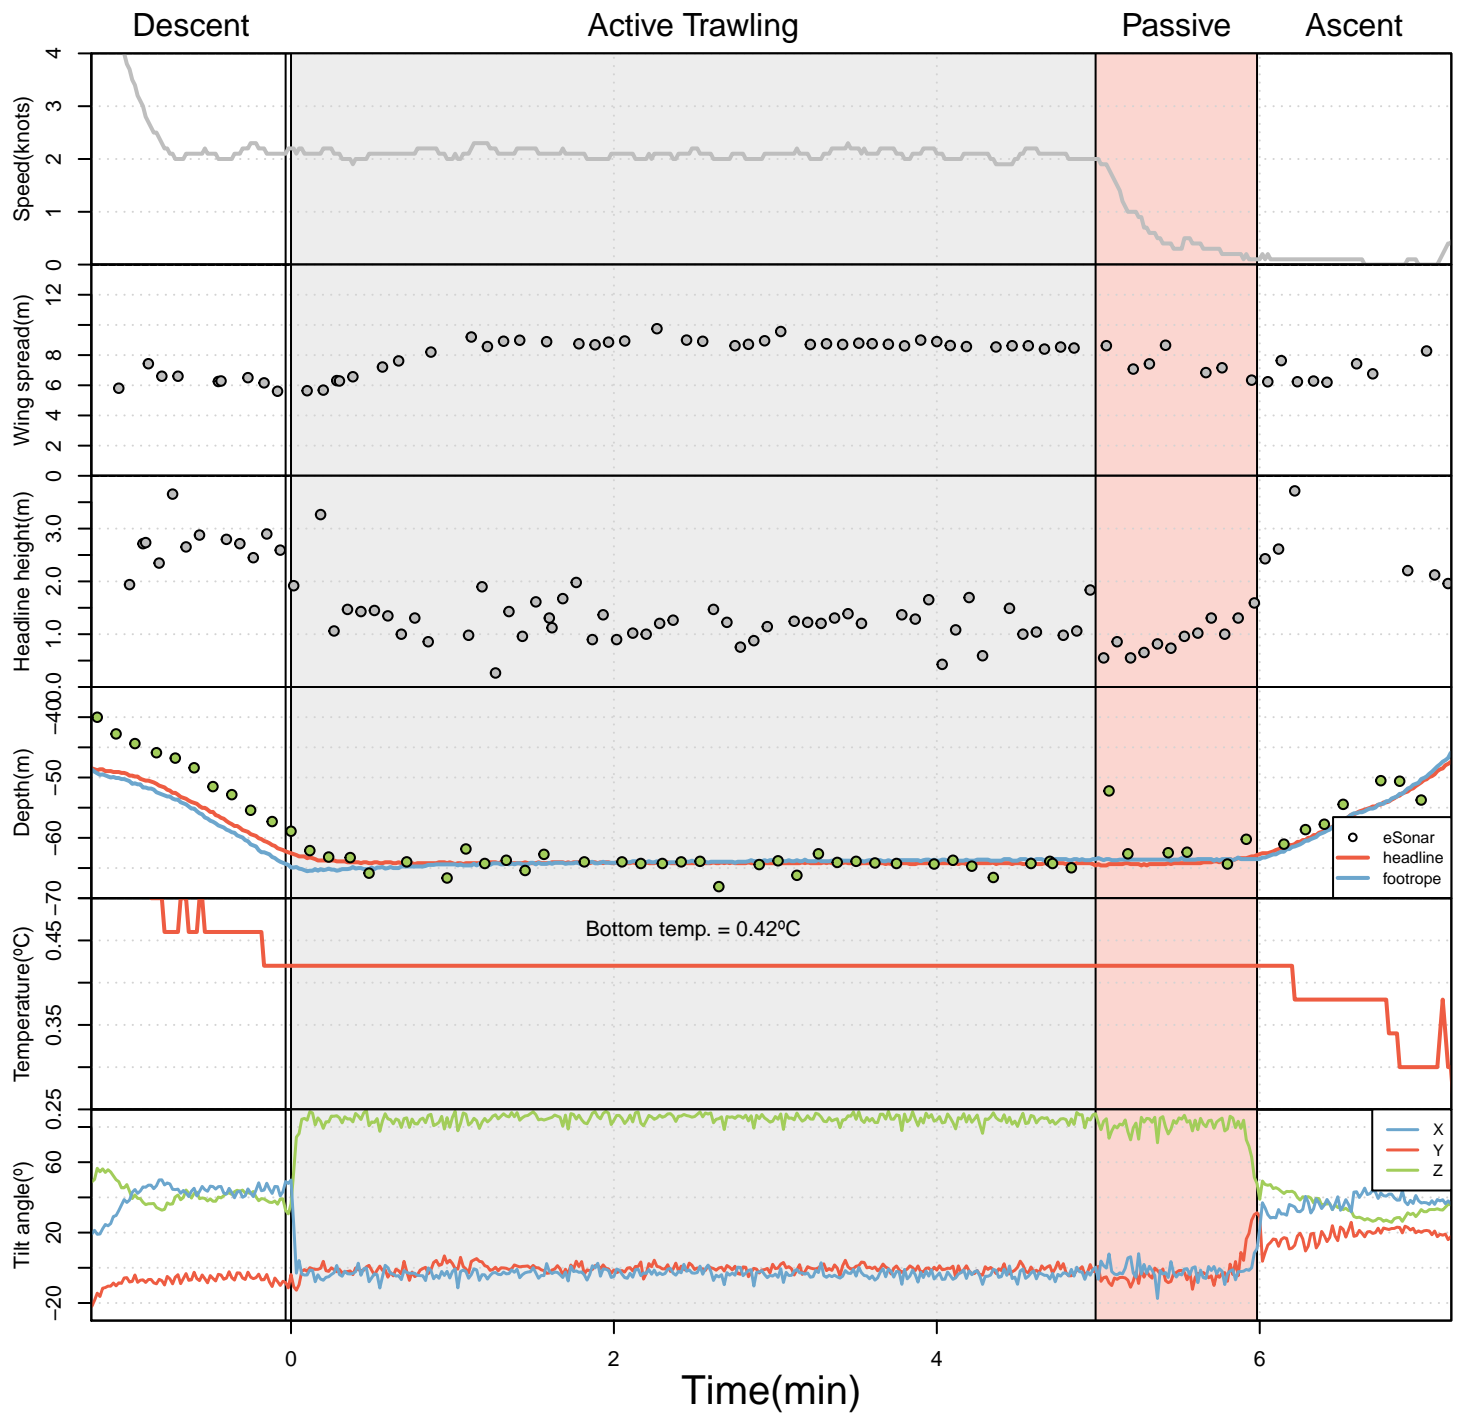 Descent Active Trawling Passive Ascent
Speed(knots)
4
3
2
1
0
Wing spread(m)
12
8
6
4
2
0
Headline height(m)
3.0
2.0
1.0
0.0
Depth(m)
−40
−50
−60
−70
eSonar
headline
footrope
Temperature(ºC)
0.45
0.35
0.25
Bottom temp. = 0.42ºC
Tilt angle(º)
60
20
−20
X
Y
Z
0 2 4 6
Time(min)